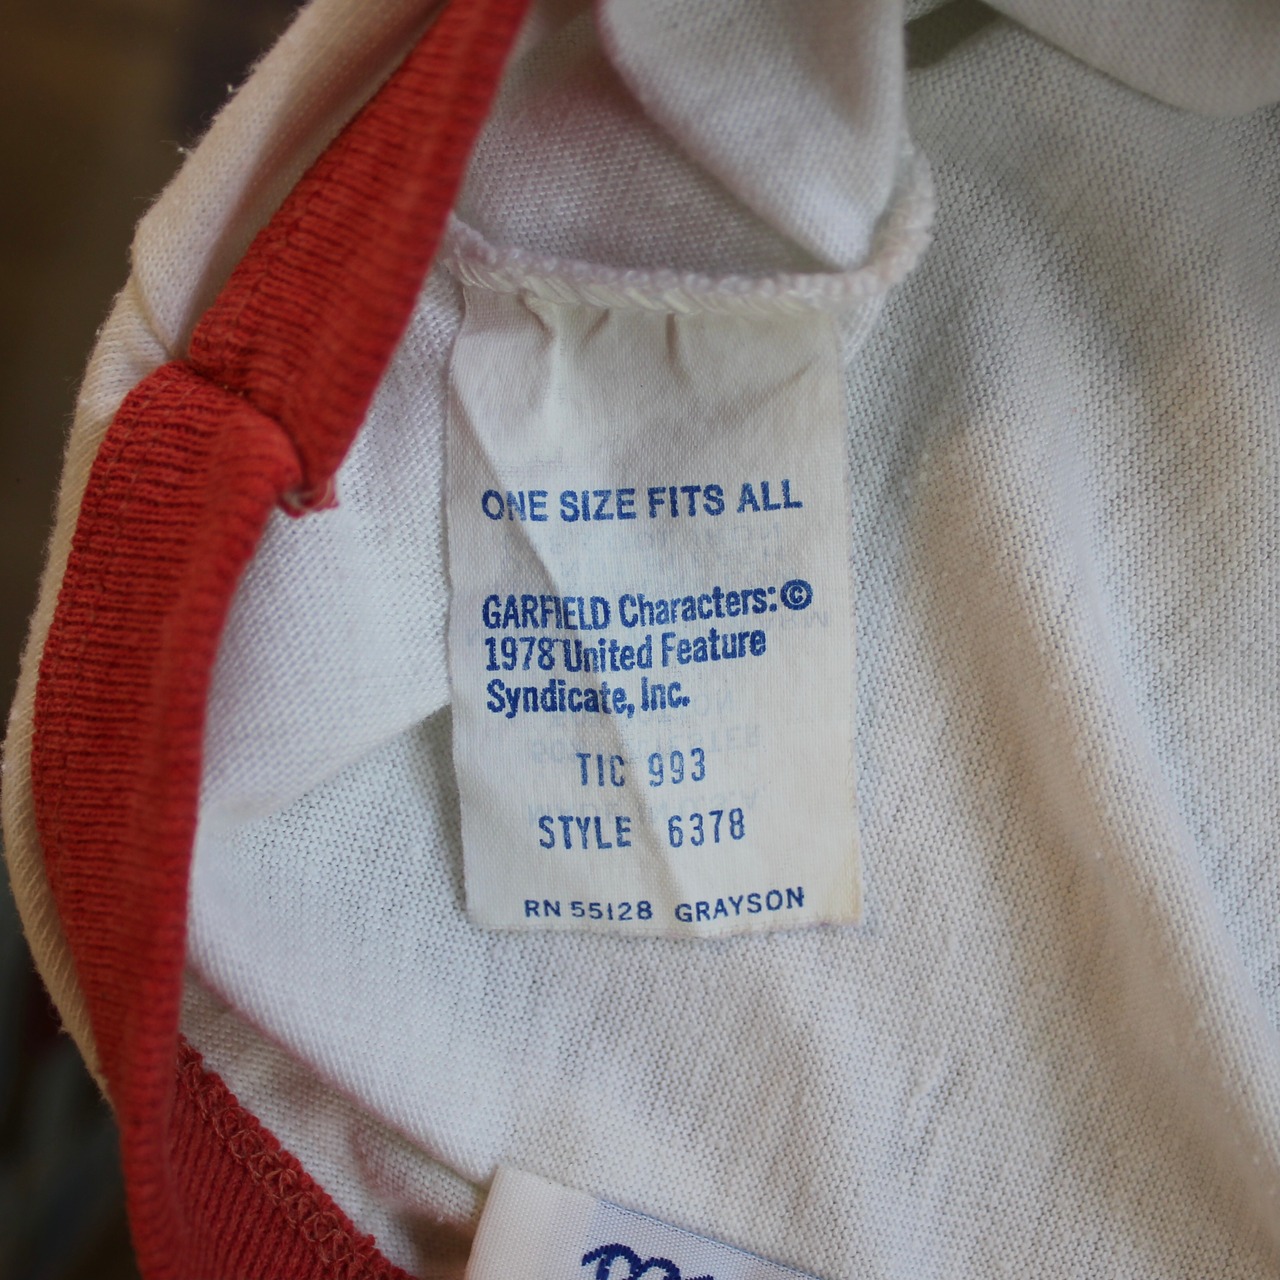 ONE SIZE FITS ALL
GARFIELD Characters: ©
1978 United Feature
Syndicate, Inc.
TIC 993
STYLE 6378
RN 55128 GRAYSON